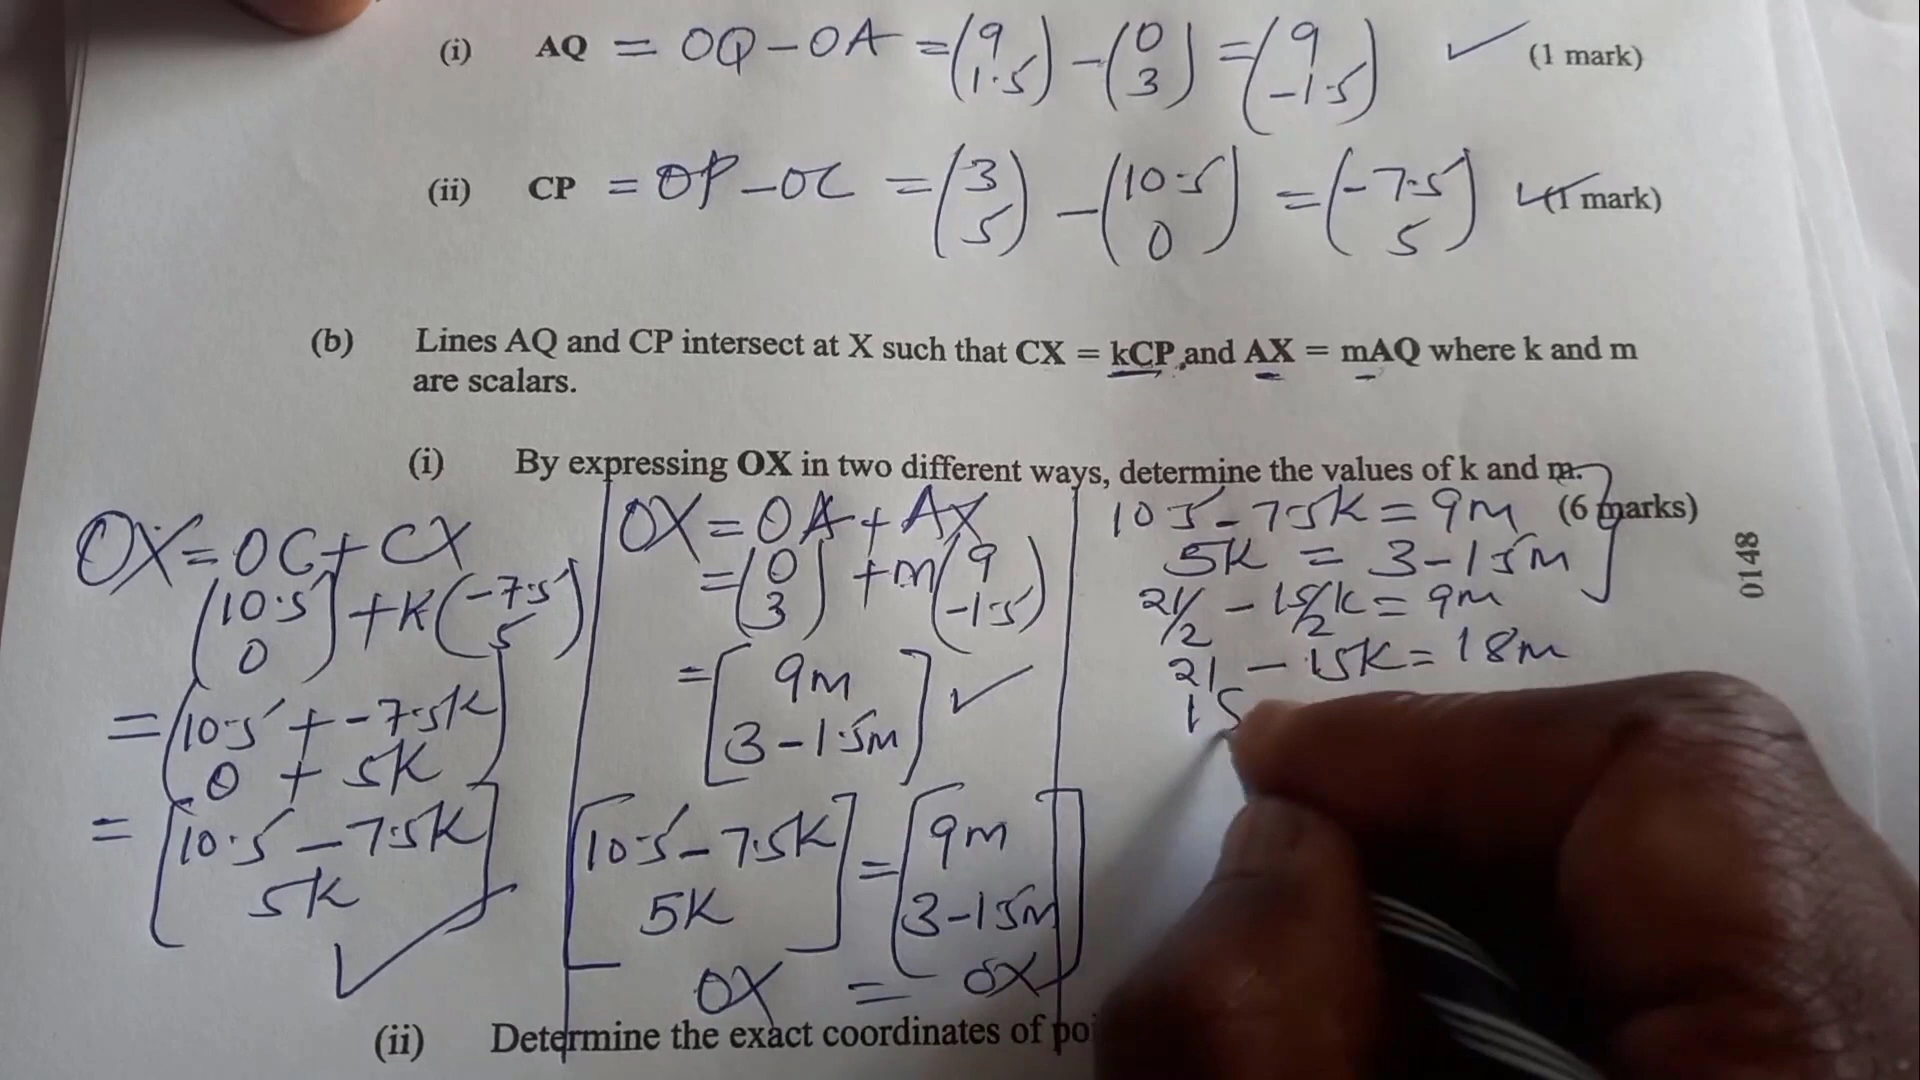 (i) AQ = OQ - OA = (9 1.5) - (0 3) = (9 -1.5) ✓ (1 mark)
(ii) CP = OP - OC = (3 5) - (10.5 0) = (-7.5 5) ✓ (1 mark)
(b) Lines AQ and CP intersect at X such that CX = kCP and AX = mAQ where k and m
are scalars.
(i) By expressing OX in two different ways, determine the values of k and m.
(6 marks)
OX = OC + CX
(10.5 0) + K(-7.5 5)
= (10.5 + -7.5K
0 + 5K
= [10.5 - 7.5K
5K]
✓
OX = OA + AX
= (0 3) + m(9 -1.5)
= [9m
3 - 1.5m] ✓
[10.5 - 7.5K
5K] = [9m
3 - 1.5m]
OX = OX
10.5 - 7.5K = 9m
5K = 3 - 1.5m
21/2 - 15/2K = 9m
21 - 15K = 18m
15
0148
(ii) Determine the exact coordinates of